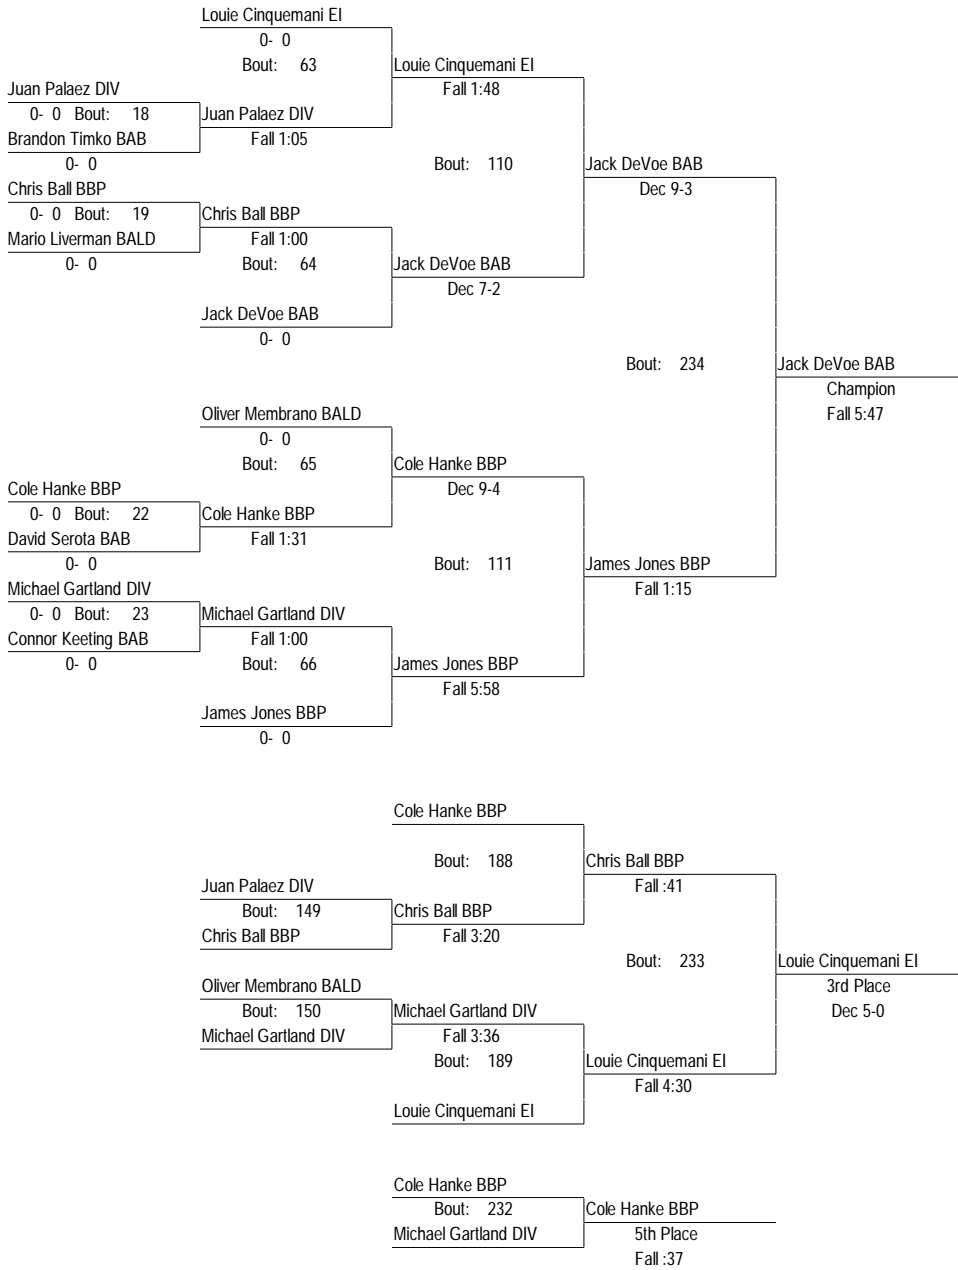 Louie Cinquemani EI
0- 0
Bout: 63
Louie Cinquemani EI
Juan Palaez DIV
Fall 1:48
0- 0 Bout: 18
Juan Palaez DIV
Brandon Timko BAB
Fall 1:05
0- 0
Bout: 110
Jack DeVoe BAB
Chris Ball BBP
Dec 9-3
0- 0 Bout: 19
Chris Ball BBP
Mario Liverman BALD
Fall 1:00
0- 0
Bout: 64
Jack DeVoe BAB
Dec 7-2
Jack DeVoe BAB
0- 0
Bout: 234
Jack DeVoe BAB
Champion
Oliver Membrano BALD
Fall 5:47
0- 0
Bout: 65
Cole Hanke BBP
Cole Hanke BBP
Dec 9-4
0- 0 Bout: 22
Cole Hanke BBP
David Serota BAB
Fall 1:31
0- 0
Bout: 111
James Jones BBP
Michael Gartland DIV
Fall 1:15
0- 0 Bout: 23
Michael Gartland DIV
Connor Keeting BAB
Fall 1:00
0- 0
Bout: 66
James Jones BBP
Fall 5:58
James Jones BBP
0- 0
Cole Hanke BBP
Bout: 188
Chris Ball BBP
Juan Palaez DIV
Fall :41
Bout: 149
Chris Ball BBP
Chris Ball BBP
Fall 3:20
Bout: 233
Louie Cinquemani EI
Oliver Membrano BALD
3rd Place
Bout: 150
Michael Gartland DIV
Dec 5-0
Michael Gartland DIV
Fall 3:36
Bout: 189
Louie Cinquemani EI
Fall 4:30
Louie Cinquemani EI
Cole Hanke BBP
Bout: 232
Cole Hanke BBP
Michael Gartland DIV
5th Place
Fall :37